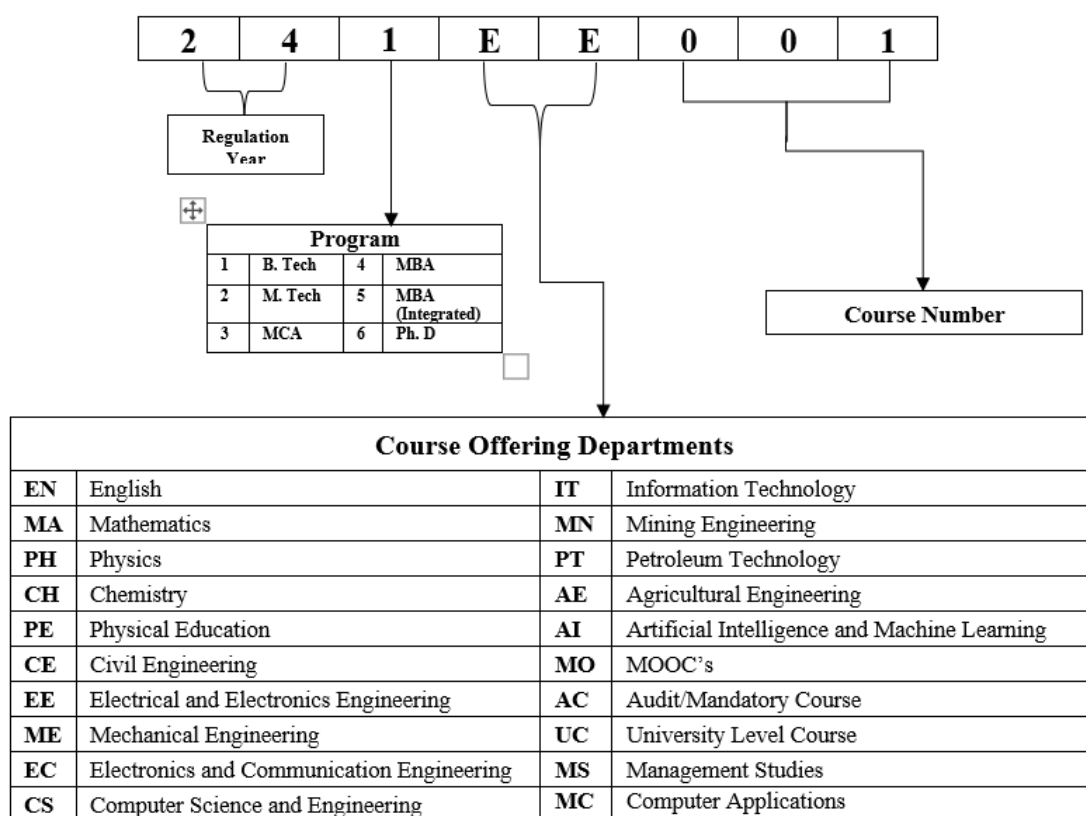 2 4 1 E E 0 0 1
Regulation
Year
Program
1 B. Tech 4 MBA
2 M. Tech 5 MBA
(Integrated)
3 MCA 6 Ph. D
Course Number
Course Offering Departments
EN English IT Information Technology
MA Mathematics MN Mining Engineering
PH Physics PT Petroleum Technology
CH Chemistry AE Agricultural Engineering
PE Physical Education AI Artificial Intelligence and Machine Learning
CE Civil Engineering MO MOOC’s
EE Electrical and Electronics Engineering AC Audit/Mandatory Course
ME Mechanical Engineering UC University Level Course
EC Electronics and Communication Engineering MS Management Studies
CS Computer Science and Engineering MC Computer Applications